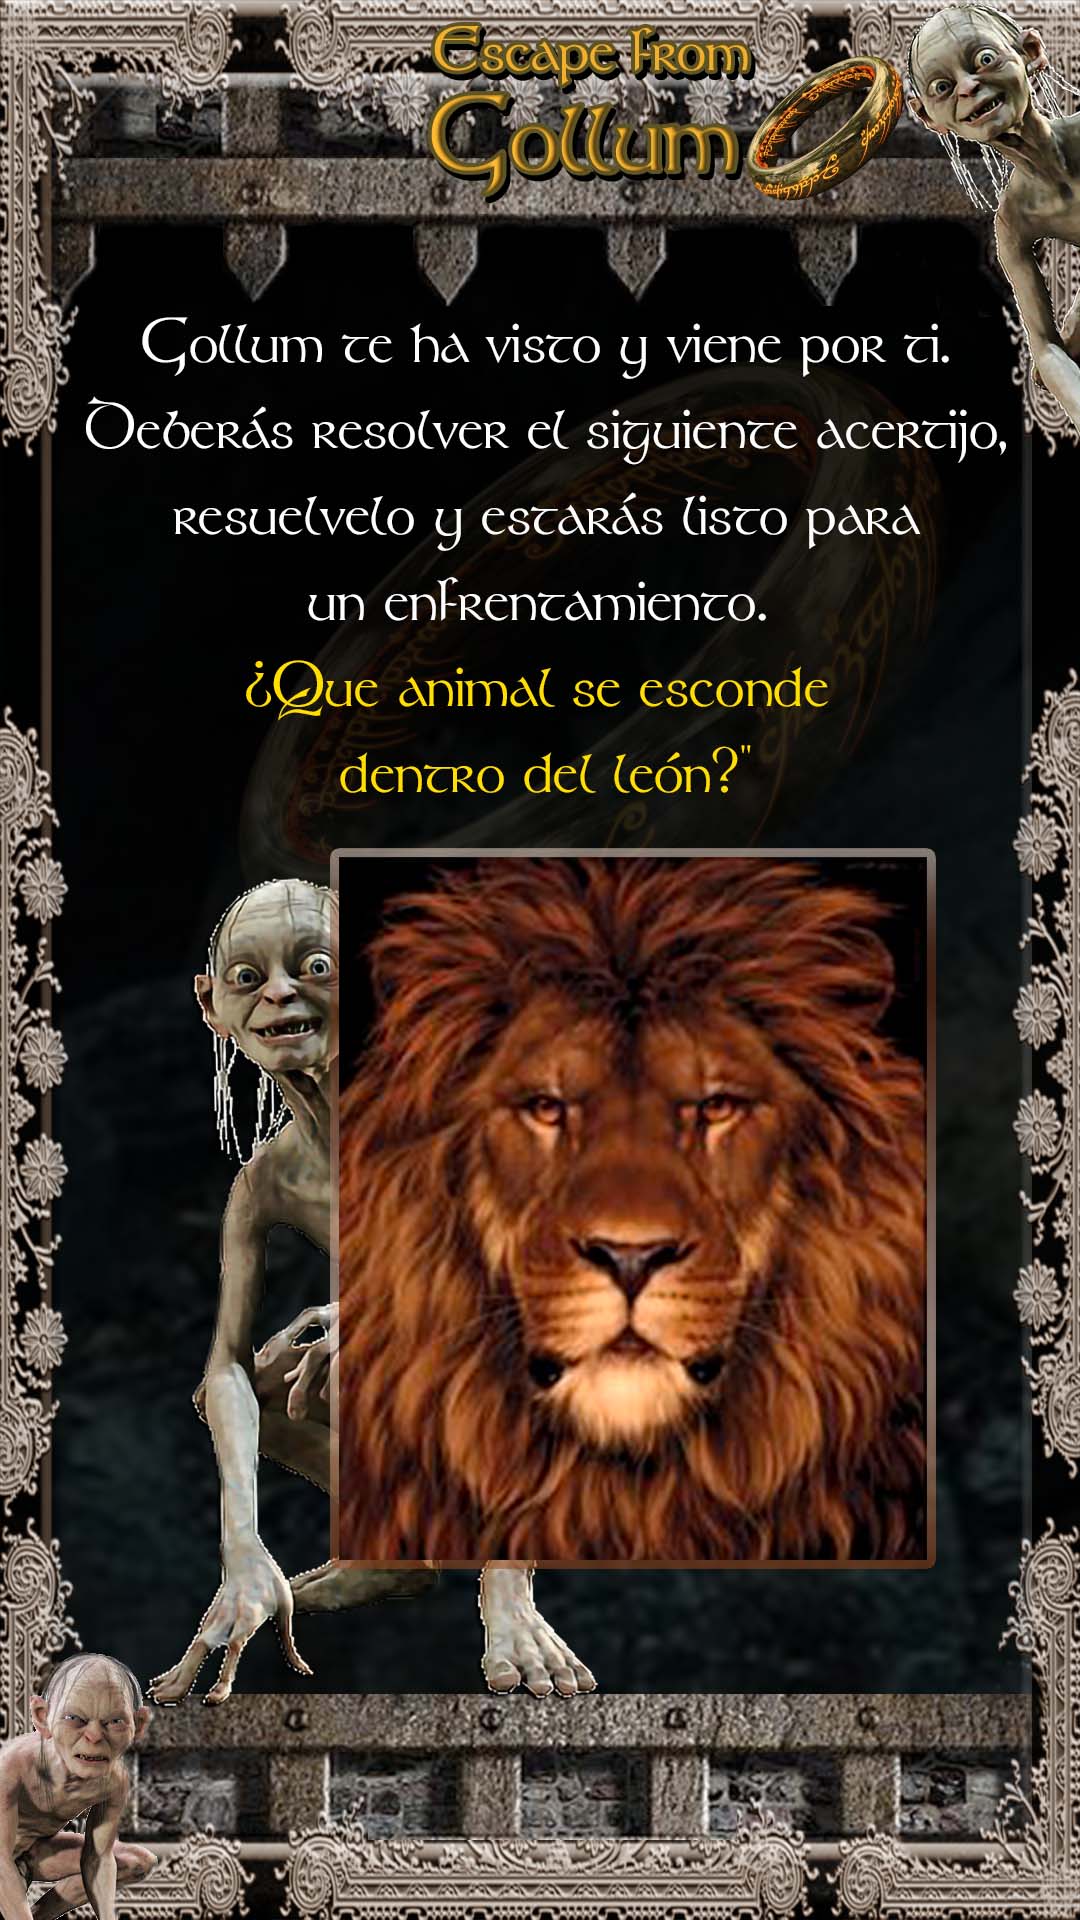 Escape from
Gollum
Gollum te ha visto y viene por ti.
Deberás resolver el siguiente acertijo,
resuelvelo y estarás listo para
un enfrentamiento.
¿Que animal se esconde
dentro del león?"